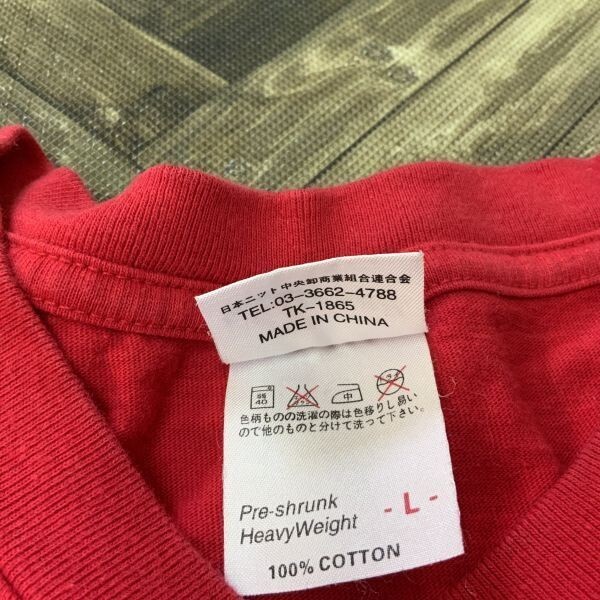 日本ニット中央卸商業組合連合会
TEL:03-3662-4788
TK-1865
MADE IN CHINA
弱
40
中
色柄ものの洗濯の際は色移りし易い
ので他のものと分けて洗って下さい。
Pre-shrunk
HeavyWeight
- L -
100% COTTON